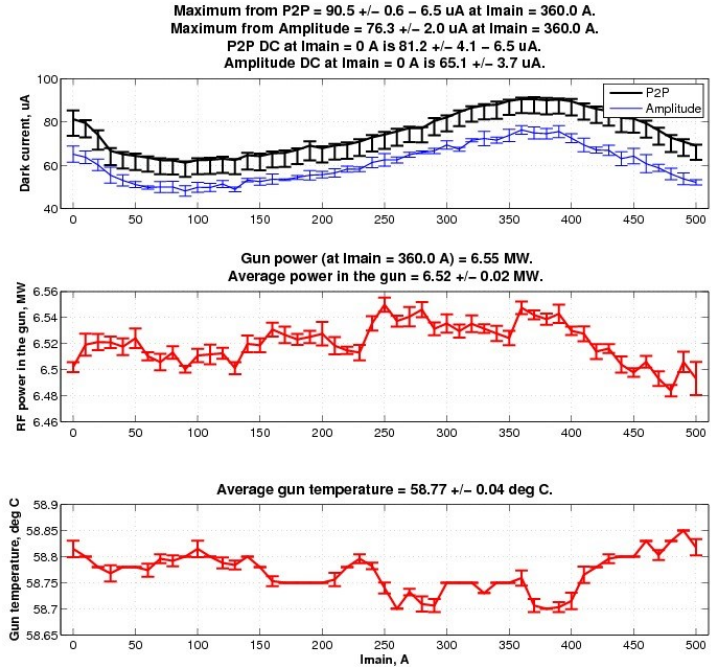 Maximum from P2P = 90.5 +/- 0.6 - 6.5 uA at Imain = 360.0 A.
Maximum from Amplitude = 76.3 +/- 2.0 uA at Imain = 360.0 A.
P2P DC at Imain = 0 A is 81.2 +/- 4.1 - 6.5 uA.
Amplitude DC at Imain = 0 A is 65.1 +/- 3.7 uA.
Dark current, uA
100
80
60
40
P2P
Amplitude
0 50 100 150 200 250 300 350 400 450 500
Gun power (at Imain = 360.0 A) = 6.55 MW.
Average power in the gun = 6.52 +/- 0.02 MW.
RF power in the gun, MW
6.56
6.54
6.52
6.5
6.48
6.46
0 50 100 150 200 250 300 350 400 450 500
Average gun temperature = 58.77 +/- 0.04 deg C.
Gun temperature, deg C
58.9
58.85
58.8
58.75
58.7
58.65
0 50 100 150 200 250 300 350 400 450 500
Imain, A